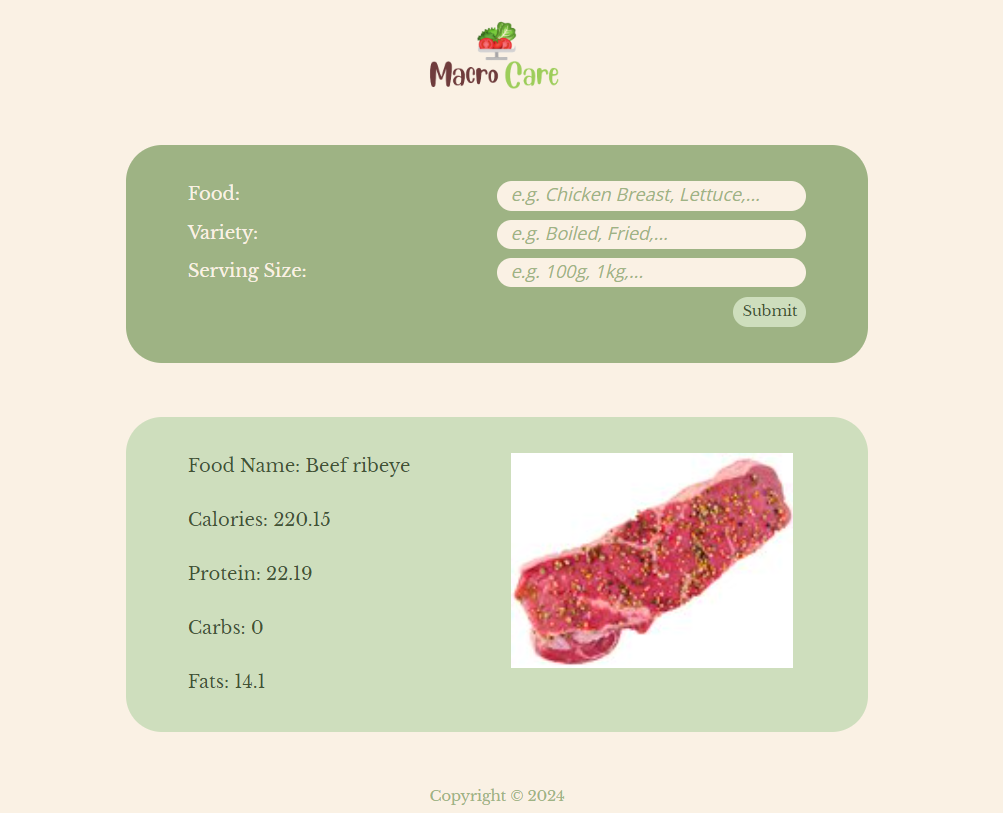 Macro Care
Food:
e.g. Chicken Breast, Lettuce,...
Variety:
e.g. Boiled, Fried,...
Serving Size:
e.g. 100g, 1kg,...
Submit
Food Name: Beef ribeye
Calories: 220.15
Protein: 22.19
Carbs: 0
Fats: 14.1
Copyright © 2024